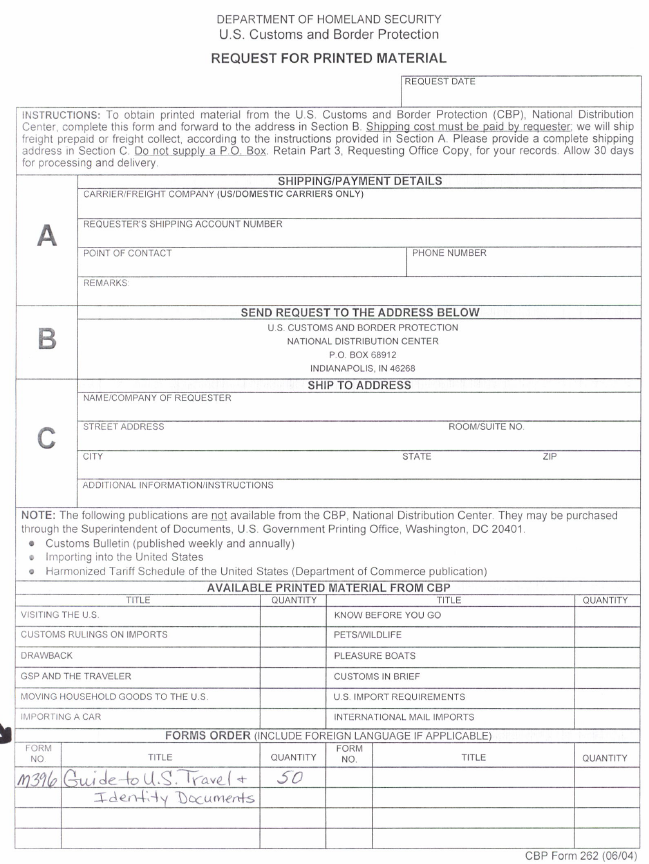 DEPARTMENT OF HOMELAND SECURITY
U.S. Customs and Border Protection
REQUEST FOR PRINTED MATERIAL
REQUEST DATE
INSTRUCTIONS: To obtain printed material from the U.S. Customs and Border Protection (CBP), National Distribution
Center, complete this form and forward to the address in Section B. Shipping cost must be paid by requester; we will ship
freight prepaid or freight collect, according to the instructions provided in Section A. Please provide a complete shipping
address in Section C. Do not supply a P.O. Box. Retain Part 3, Requesting Office Copy, for your records. Allow 30 days
for processing and delivery.
A
SHIPPING/PAYMENT DETAILS
CARRIER/FREIGHT COMPANY (US/DOMESTIC CARRIERS ONLY)
REQUESTER'S SHIPPING ACCOUNT NUMBER
POINT OF CONTACT PHONE NUMBER
REMARKS:
B
SEND REQUEST TO THE ADDRESS BELOW
U.S. CUSTOMS AND BORDER PROTECTION
NATIONAL DISTRIBUTION CENTER
P.O. BOX 68912
INDIANAPOLIS, IN 46268
C
SHIP TO ADDRESS
NAME/COMPANY OF REQUESTER
STREET ADDRESS ROOM/SUITE NO.
CITY STATE ZIP
ADDITIONAL INFORMATION/INSTRUCTIONS
NOTE: The following publications are not available from the CBP, National Distribution Center. They may be purchased
through the Superintendent of Documents, U.S. Government Printing Office, Washington, DC 20401.
• Customs Bulletin (published weekly and annually)
• Importing into the United States
• Harmonized Tariff Schedule of the United States (Department of Commerce publication)
AVAILABLE PRINTED MATERIAL FROM CBP
TITLE QUANTITY TITLE QUANTITY
VISITING THE U.S. KNOW BEFORE YOU GO
CUSTOMS RULINGS ON IMPORTS PETS/WILDLIFE
DRAWBACK PLEASURE BOATS
GSP AND THE TRAVELER CUSTOMS IN BRIEF
MOVING HOUSEHOLD GOODS TO THE U.S. U.S. IMPORT REQUIREMENTS
IMPORTING A CAR INTERNATIONAL MAIL IMPORTS
FORMS ORDER (INCLUDE FOREIGN LANGUAGE IF APPLICABLE)
FORM NO. TITLE QUANTITY FORM NO. TITLE QUANTITY
M396 Guide to U.S. Travel + 50
Identity Documents
CBP Form 262 (06/04)